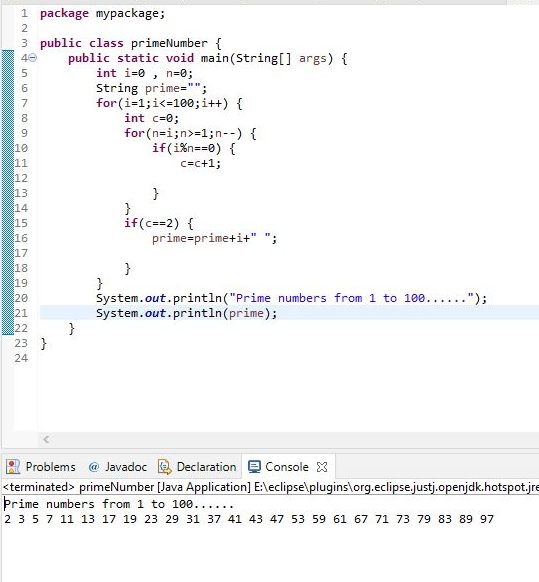 1 package mypackage;
2
3 public class primeNumber {
4 public static void main(String[] args) {
5 int i=0 , n=0;
6 String prime="";
7 for(i=1;i<=100;i++) {
8 int c=0;
9 for(n=i;n>=1;n--) {
10 if(i%n==0) {
11 c=c+1;
12
13 }
14 }
15 if(c==2) {
16 prime=prime+i+" ";
17
18 }
19 }
20 System.out.println("Prime numbers from 1 to 100......");
21 System.out.println(prime);
22 }
23 }
24
Problems @ Javadoc Declaration Console
<terminated> primeNumber [Java Application] E:\eclipse\plugins\org.eclipse.justj.openjdk.hotspot.jre
Prime numbers from 1 to 100......
2 3 5 7 11 13 17 19 23 29 31 37 41 43 47 53 59 61 67 71 73 79 83 89 97